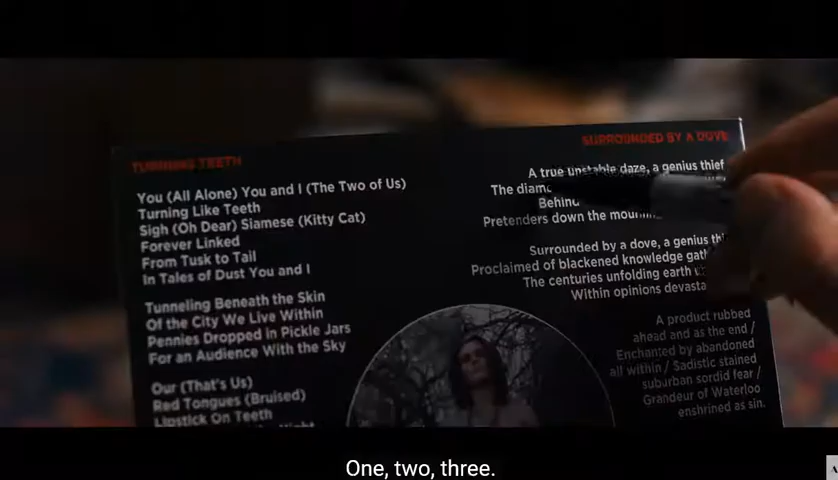 TURNING TEETH
You (All Alone) You and I (The Two of Us)
Turning Like Teeth
Sigh (Oh Dear) Siamese (Kitty Cat)
Forever Linked
From Tusk to Tail
In Tales of Dust You and I
Tunneling Beneath the Skin
Of the City We Live Within
Pennies Dropped in Pickle Jars
For an Audience With the Sky
Our (That's Us)
Red Tongues (Bruised)
Lipstick On Teeth
SURROUNDED BY A DOVE
A true unstable daze, a genius thief
The
Behind
Pretenders down the
Surrounded by a dove, a genius
Proclaimed of blackened knowledge
The centuries unfolding earth
Within opinions
A product rubbed
ahead and as the end /
Enchanted by abandoned
all within / Sadistic stained
suburban sordid fear /
Grandeur of Waterloo
enshrined as sin.
One, two, three.